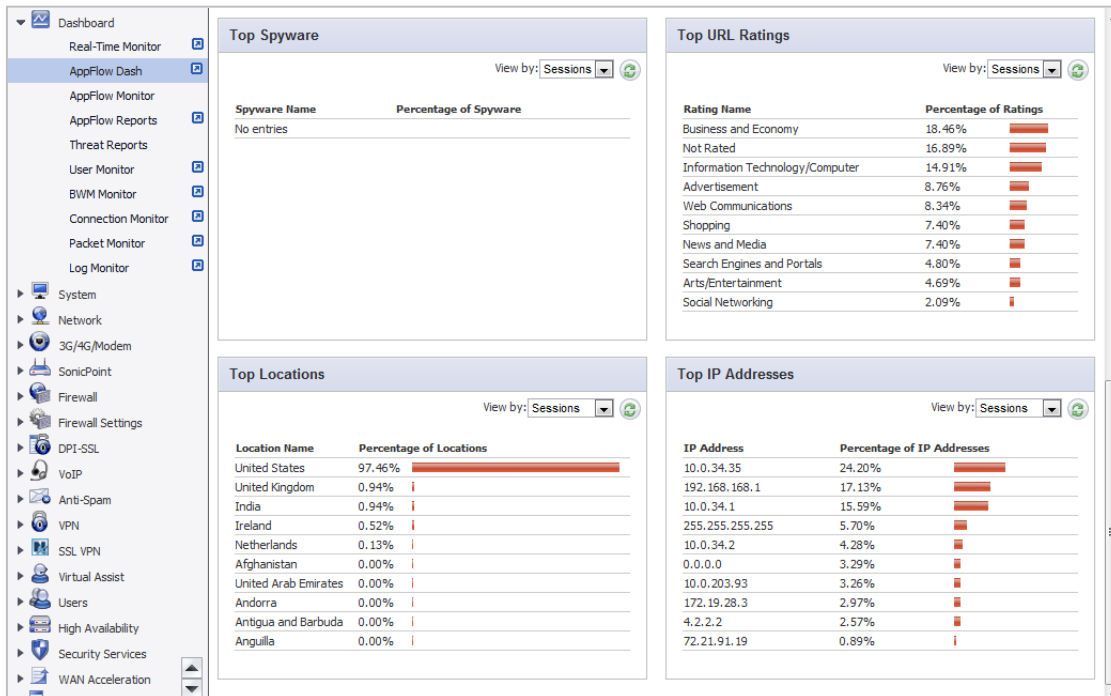 Dashboard
Real-Time Monitor
AppFlow Dash
AppFlow Monitor
AppFlow Reports
Threat Reports
User Monitor
BWM Monitor
Connection Monitor
Packet Monitor
Log Monitor
System
Network
3G/4G/Modem
SonicPoint
Firewall
Firewall Settings
DPI-SSL
VoIP
Anti-Spam
VPN
SSL VPN
Virtual Assist
Users
High Availability
Security Services
WAN Acceleration
Top Spyware
View by: Sessions
Spyware Name Percentage of Spyware
No entries
Top URL Ratings
View by: Sessions
Rating Name Percentage of Ratings
Business and Economy 18.46%
Not Rated 16.89%
Information Technology/Computer 14.91%
Advertisement 8.76%
Web Communications 8.34%
Shopping 7.40%
News and Media 7.40%
Search Engines and Portals 4.80%
Arts/Entertainment 4.69%
Social Networking 2.09%
Top Locations
View by: Sessions
Location Name Percentage of Locations
United States 97.46%
United Kingdom 0.94%
India 0.94%
Ireland 0.52%
Netherlands 0.13%
Afghanistan 0.00%
United Arab Emirates 0.00%
Andorra 0.00%
Antigua and Barbuda 0.00%
Anguilla 0.00%
Top IP Addresses
View by: Sessions
IP Address Percentage of IP Addresses
10.0.34.35 24.20%
192.168.168.1 17.13%
10.0.34.1 15.59%
255.255.255.255 5.70%
10.0.34.2 4.28%
0.0.0.0 3.29%
10.0.203.93 3.26%
172.19.28.3 2.97%
4.2.2.2 2.57%
72.21.91.19 0.89%